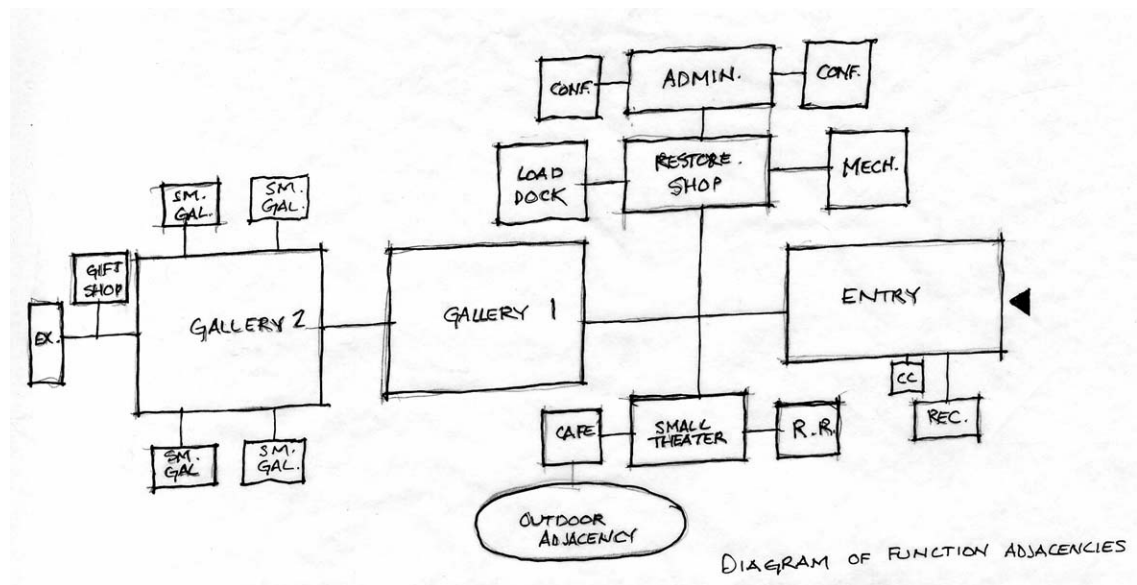 CONF.
ADMIN.
CONF.
LOAD
DOCK
RESTORE.
SHOP
MECH.
SM.
GAL.
SM.
GAL.
GIFT
SHOP
EX.
GALLERY 2
GALLERY 1
ENTRY
CC
REC.
CAFÉ
SMALL
THEATER
R.R.
SM.
GAL
SM.
GAL.
OUTDOOR
ADJACENCY
DIAGRAM OF FUNCTION ADJACENCIES